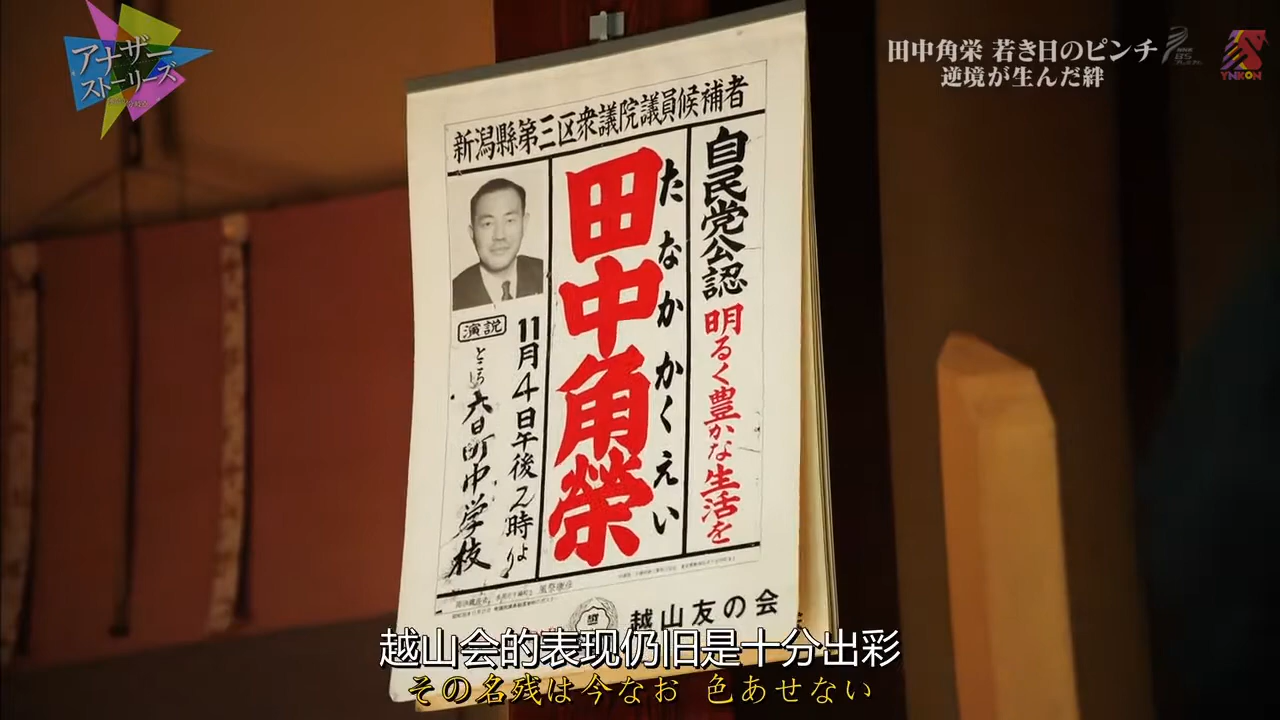 アナザー
ストーリーズ
田中角栄 若き日のピンチ
逆境が生んだ絆
YNKON
新潟縣第三区衆議院議員候補者
自民党公認 明るく豊かな生活を
たなかかくえい
田中角榮
11月4日午後2時より
演説
ところ 六日町中学校
越山友の会
越山会的表现仍旧是十分出彩
その名残は今なお 色あせない